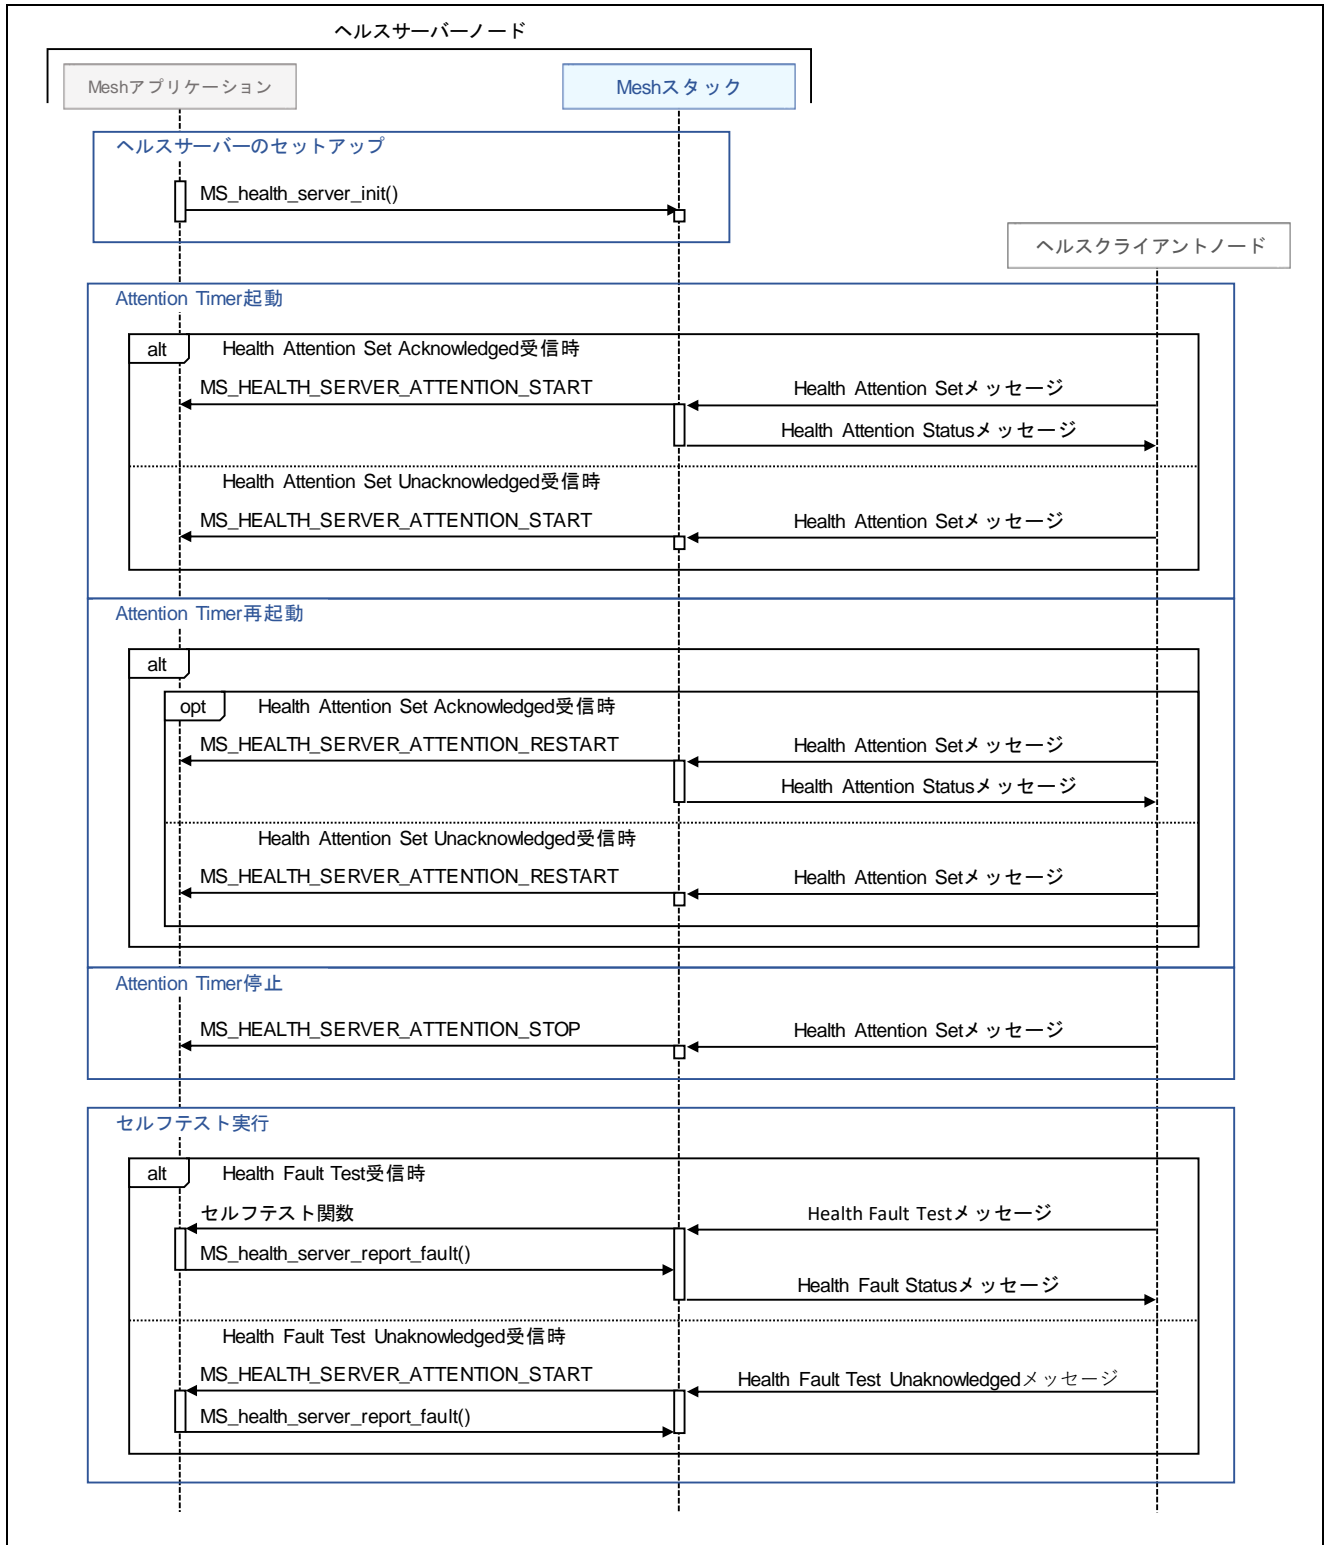 ヘルスサーバーノード
Meshアプリケーション
Meshスタック
ヘルスサーバーのセットアップ
MS_health_server_init()
ヘルスクライアントノード
Attention Timer起動
alt
Health Attention Set Acknowledged受信時
MS_HEALTH_SERVER_ATTENTION_START
Health Attention Setメッセージ
Health Attention Statusメッセージ
Health Attention Set Unacknowledged受信時
MS_HEALTH_SERVER_ATTENTION_START
Health Attention Setメッセージ
Attention Timer再起動
alt
opt
Health Attention Set Acknowledged受信時
MS_HEALTH_SERVER_ATTENTION_RESTART
Health Attention Setメッセージ
Health Attention Statusメッセージ
Health Attention Set Unacknowledged受信時
MS_HEALTH_SERVER_ATTENTION_RESTART
Health Attention Setメッセージ
Attention Timer停止
MS_HEALTH_SERVER_ATTENTION_STOP
Health Attention Setメッセージ
セルフテスト実行
alt
Health Fault Test受信時
セルフテスト関数
Health Fault Testメッセージ
MS_health_server_report_fault()
Health Fault Statusメッセージ
Health Fault Test Unaknowledged受信時
MS_HEALTH_SERVER_ATTENTION_START
Health Fault Test Unaknowledgedメッセージ
MS_health_server_report_fault()